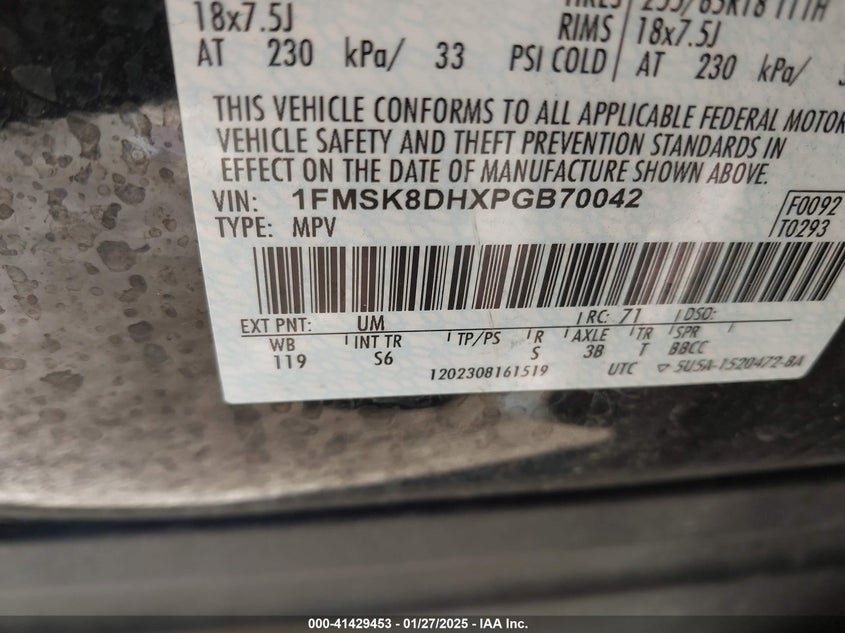 18x7.5J
RIMS 18x7.5J
AT 230 kPa/ 33 PSI COLD AT 230 kPa/
THIS VEHICLE CONFORMS TO ALL APPLICABLE FEDERAL MOTOR
VEHICLE SAFETY AND THEFT PREVENTION STANDARDS IN
EFFECT ON THE DATE OF MANUFACTURE SHOWN ABOVE.
VIN: 1FMSK8DHXPGB70042
F0092
TYPE: MPV
T0293
EXT PNT: UM RC: 71 DSO:
WB INT TR TP/PS R AXLE TR SPR
119 S6 S 3B T BBCC
1202308161519 UTC ▽ 5U5A-1520472-BA
000-41429453 — 01/27/2025 — IAA Inc.